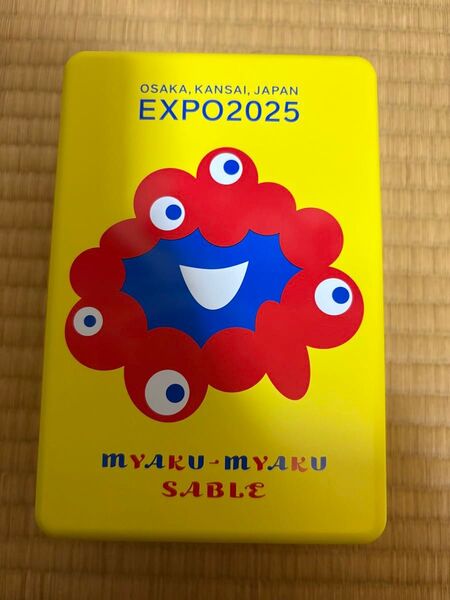 OSAKA, KANSAI, JAPAN
EXPO2025
MYAKU-MYAKU
SABLE